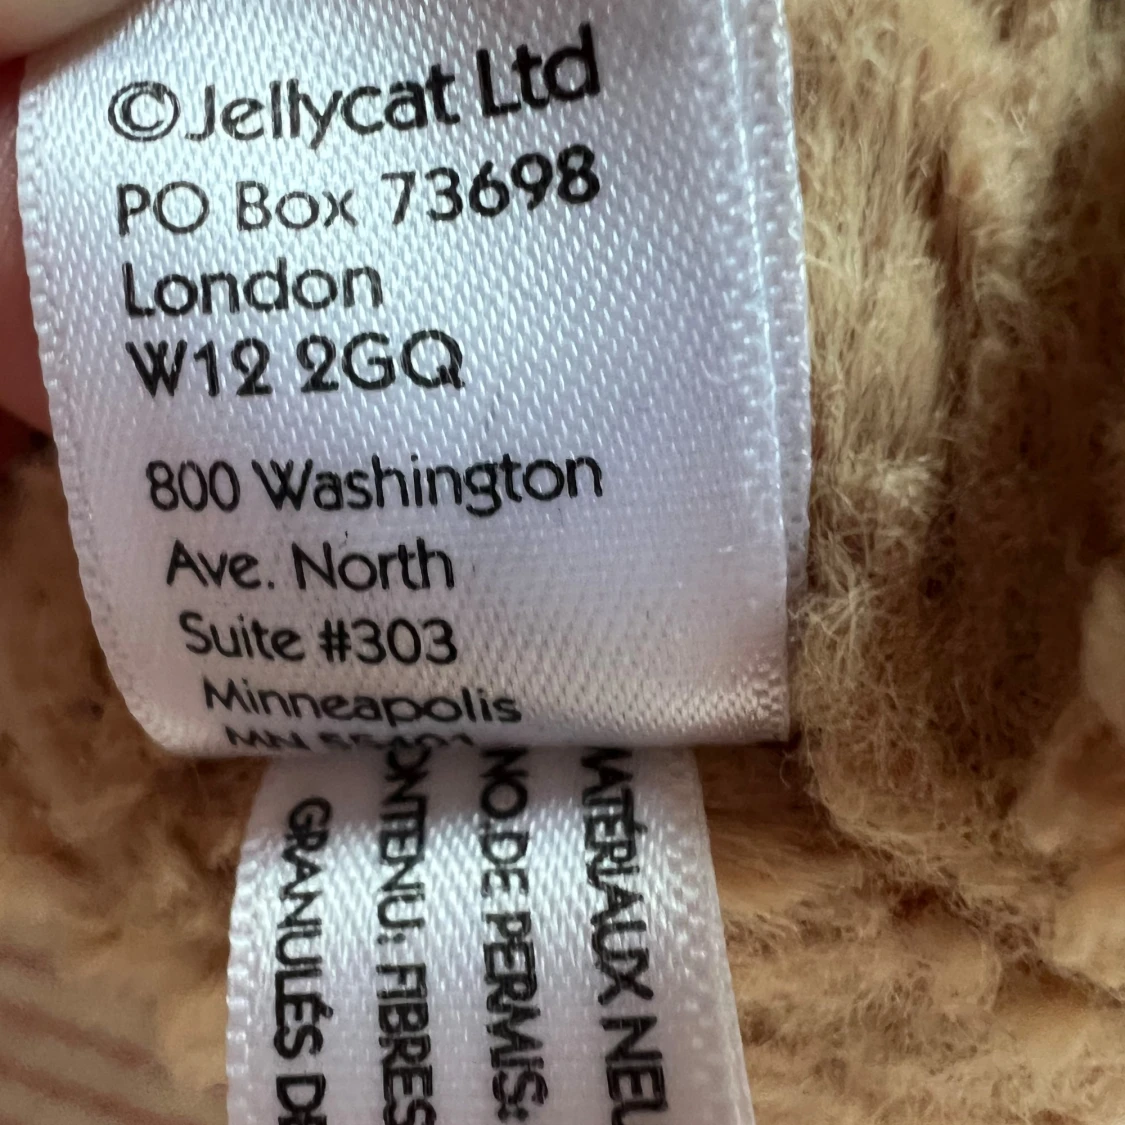 ©Jellycat Ltd
PO Box 73698
London
W12 2GQ
800 Washington
Ave. North
Suite #303
Minneapolis
MN
MATÉRIAUX
NO.DE PERMIS:
CONTENU: FIBRES
GRANULÉS